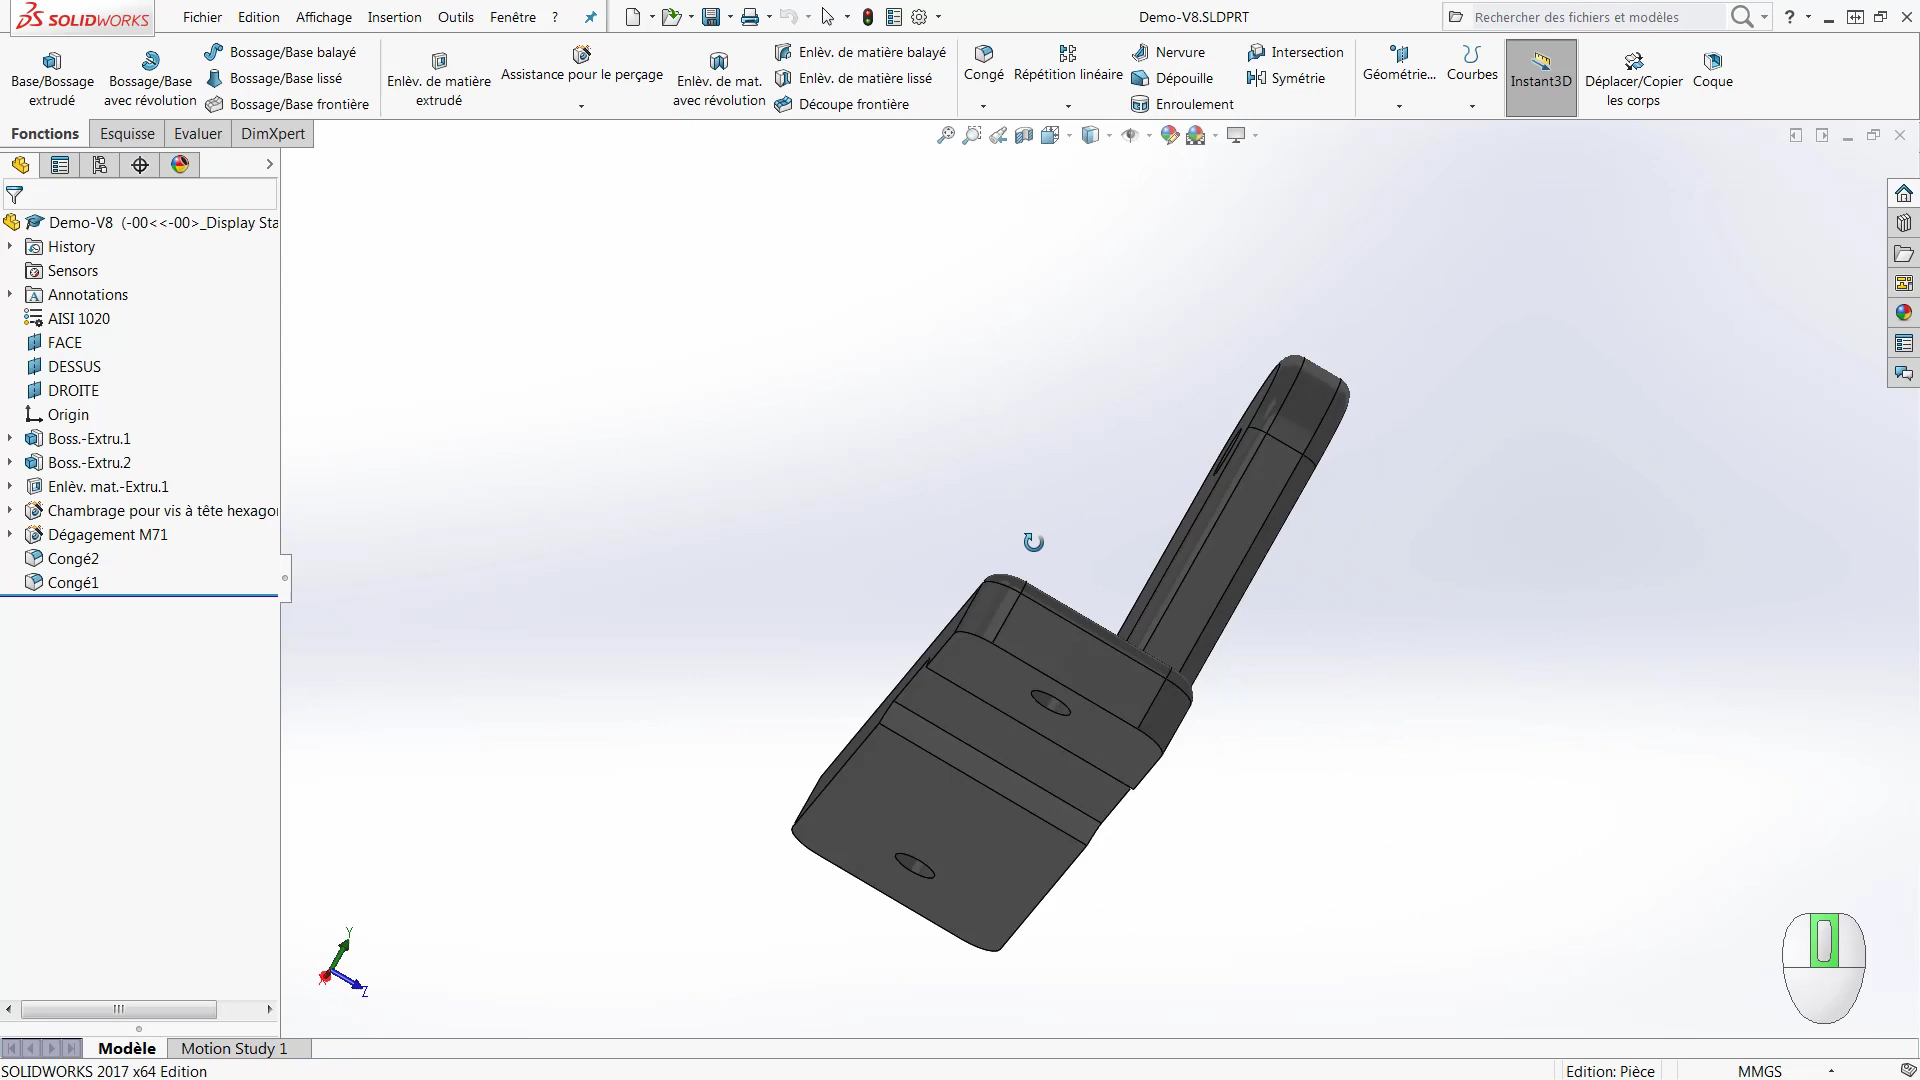 SOLIDWORKS
Fichier Edition Affichage Insertion Outils Fenêtre ?
Demo-V8.SLDPRT
Rechercher des fichiers et modèles
?
Base/Bossage
extrudé
Bossage/Base
avec révolution
Bossage/Base balayé
Bossage/Base lissé
Bossage/Base frontière
Enlèv. de matière
extrudé
Assistance pour le perçage
Enlèv. de mat.
avec révolution
Enlèv. de matière balayé
Enlèv. de matière lissé
Découpe frontière
Congé
Répétition linéaire
Nervure
Dépouille
Enroulement
Intersection
Symétrie
Géométrie...
Courbes
Instant3D
Déplacer/Copier
les corps
Coque
Fonctions Esquisse Evaluer DimXpert
Demo-V8 (-00<<-00>_Display Sta
History
Sensors
Annotations
AISI 1020
FACE
DESSUS
DROITE
Origin
Boss.-Extru.1
Boss.-Extru.2
Enlèv. mat.-Extru.1
Chambrage pour vis à tête hexago
Dégagement M71
Congé2
Congé1
Y
X
Z
Modèle Motion Study 1
SOLIDWORKS 2017 x64 Edition
Edition: Pièce
MMGS